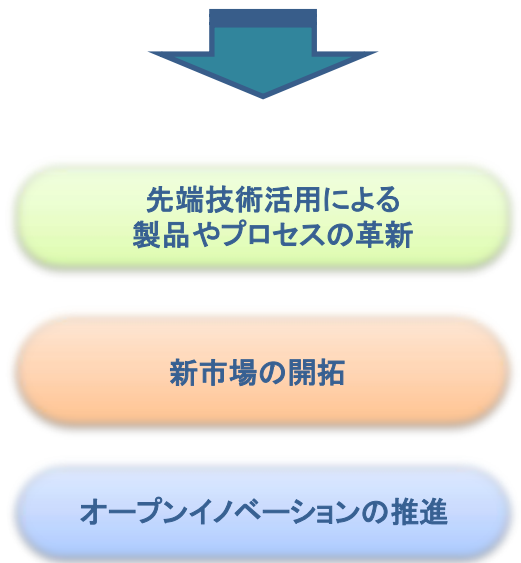 先端技術活用による
製品やプロセスの革新
新市場の開拓
オープンイノベーションの推進